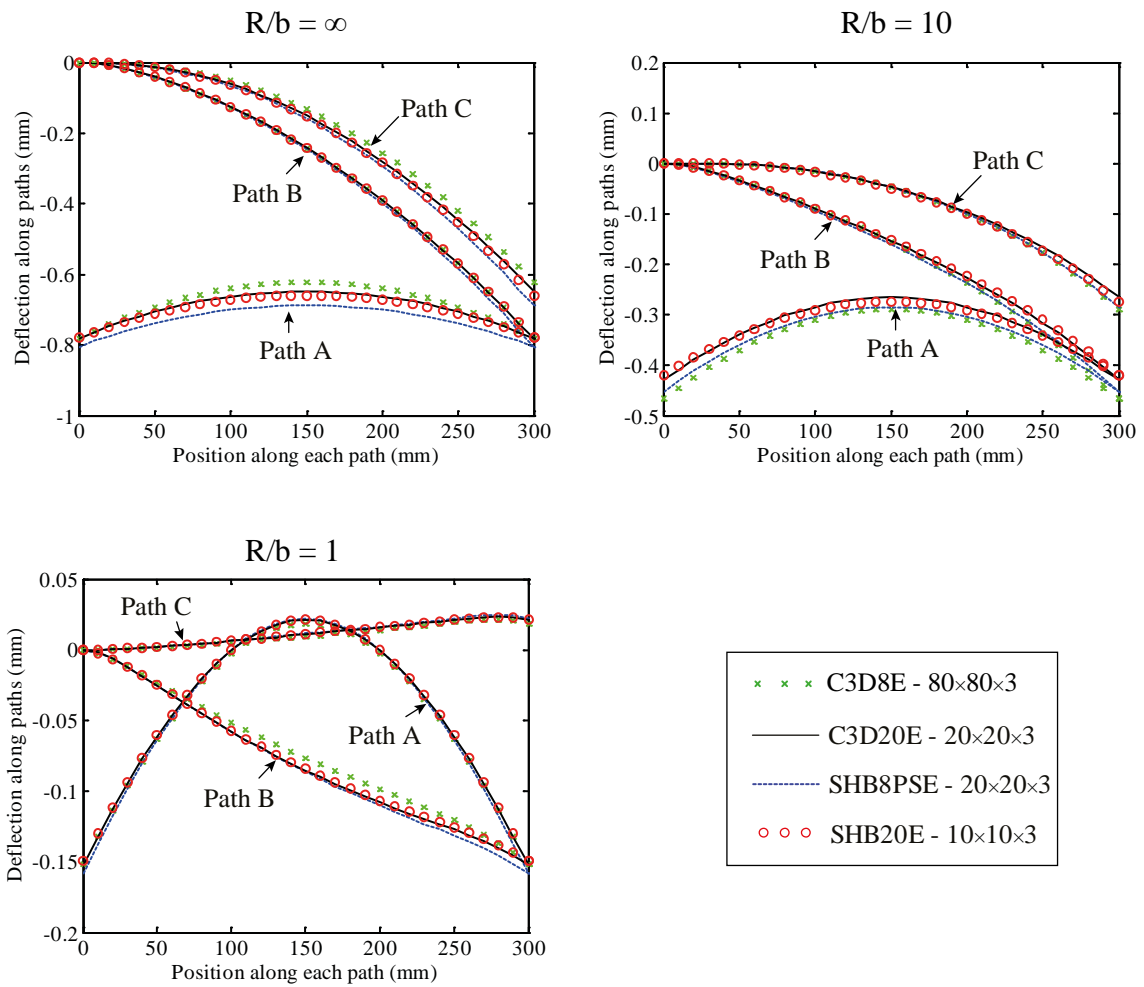 R/b = ∞
0
-0.2
-0.4
-0.6
-0.8
-1
Deflection along paths (mm)
Path C
Path B
Path A
0 50 100 150 200 250 300
Position along each path (mm)
R/b = 10
0.2
0.1
0
-0.1
-0.2
-0.3
-0.4
-0.5
Deflection along paths (mm)
Path C
Path B
Path A
0 50 100 150 200 250 300
Position along each path (mm)
R/b = 1
0.05
0
-0.05
-0.1
-0.15
-0.2
Deflection along paths (mm)
Path C
Path A
Path B
0 50 100 150 200 250 300
Position along each path (mm)
C3D8E - 80×80×3
C3D20E - 20×20×3
SHB8PSE - 20×20×3
SHB20E - 10×10×3